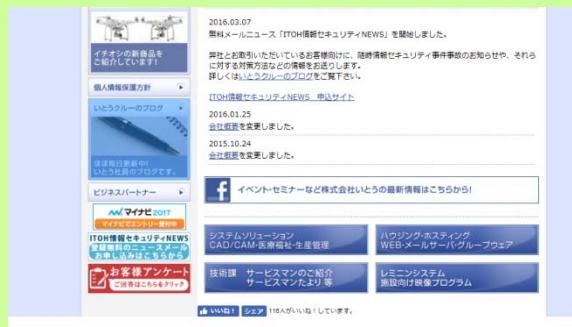 イチオシの新商品を
ご紹介しています!
個人情報保護方針
いとうクルーのブログ
ほぼ毎日更新中!
いとう社員のブログです。
ビジネスパートナー
マイナビ2017
マイナビでエントリー受付中
ITOH情報セキュリティNEWS
登録無料のニュースメール
お申し込みはこちらから
お客様アンケート
ご回答はこちらをクリック
2016.03.07
無料メールニュース「ITOH情報セキュリティNEWS」を開始しました。
弊社とお取引いただいているお客様向けに、随時情報セキュリティ事件事故のお知らせや、それら
に対する対策方法などの情報をお送りします。
詳しくはいとうクルーのブログをご覧下さい。
ITOH情報セキュリティNEWS 申込サイト
2016.01.25
会社概要を変更しました。
2015.10.24
会社概要を変更しました。
f イベント・セミナーなど株式会社いとうの最新情報はこちらから!
システムソリューション
CAD/CAM・医療福祉・生産管理
ハウジング・ホスティング
WEB・メールサーバ・グループウェア
技術課 サービスマンのご紹介
サービスマンだより 等
レミニンシステム
施設向け映像プログラム
いいね! シェア 116人がいいね!しています。